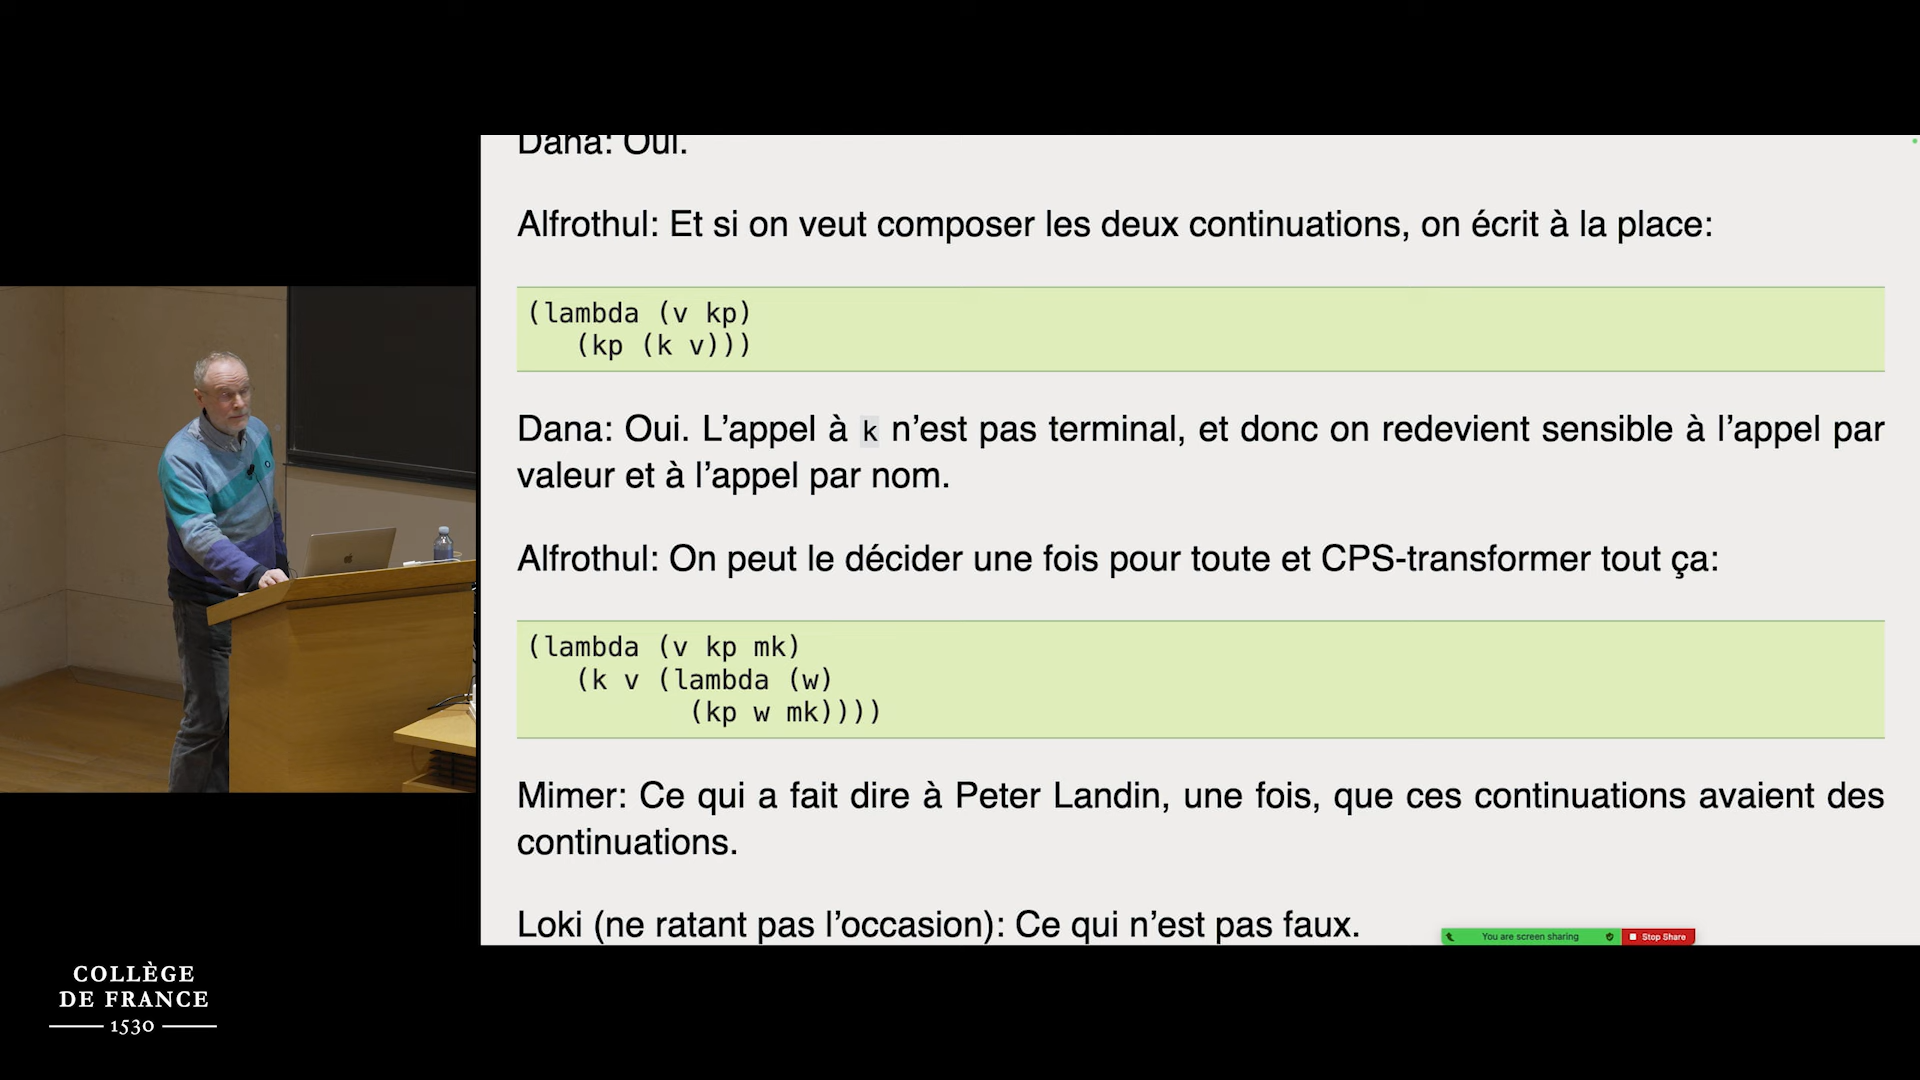 Dana: Oui.
Alfrothul: Et si on veut composer les deux continuations, on écrit à la place:
(lambda (v kp)
(kp (k v)))
Dana: Oui. L’appel à k n’est pas terminal, et donc on redevient sensible à l’appel par
valeur et à l’appel par nom.
Alfrothul: On peut le décider une fois pour toute et CPS-transformer tout ça:
(lambda (v kp mk)
(k v (lambda (w)
(kp w mk))))
Mimer: Ce qui a fait dire à Peter Landin, une fois, que ces continuations avaient des
continuations.
Loki (ne ratant pas l’occasion): Ce qui n’est pas faux.
You are screen sharing
Stop Share
COLLÈGE
DE FRANCE
1530